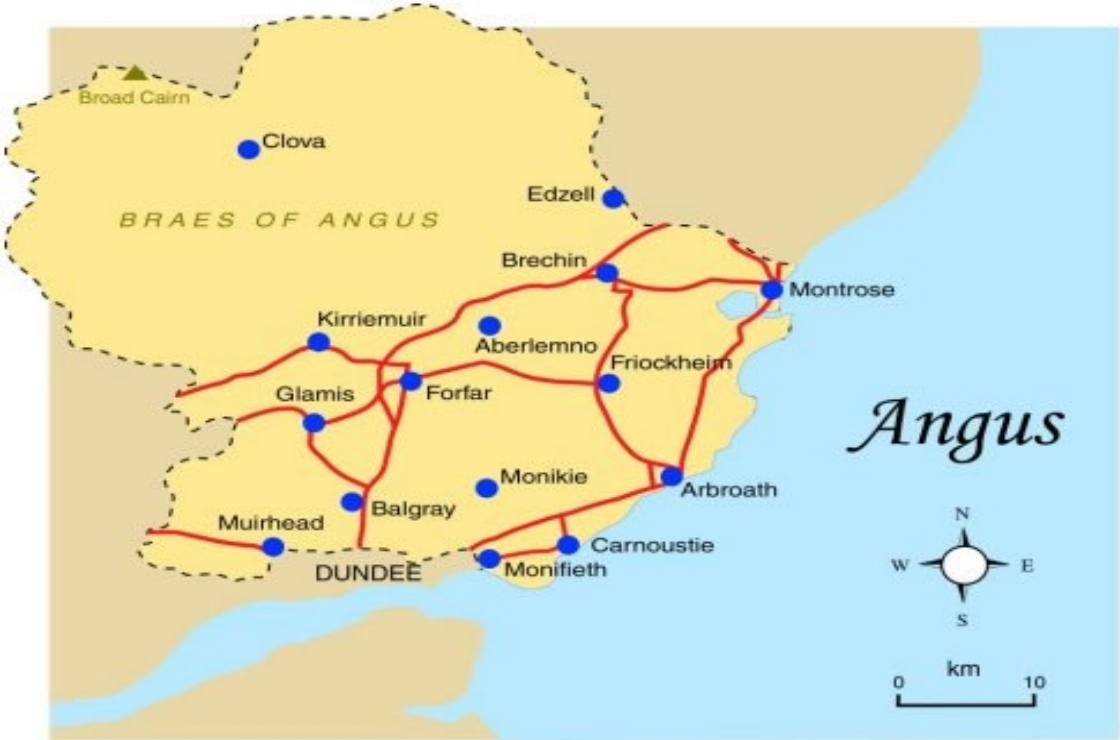 Broad Cairn
Clova
Edzell
BRAES OF ANGUS
Brechin
Montrose
Kirriemuir
Aberlemno
Friockheim
Glamis
Forfar
Angus
Monikie
Arbroath
Balgray
Muirhead
N
Carnoustie
W E
DUNDEE
Monifieth
S
km
0 10